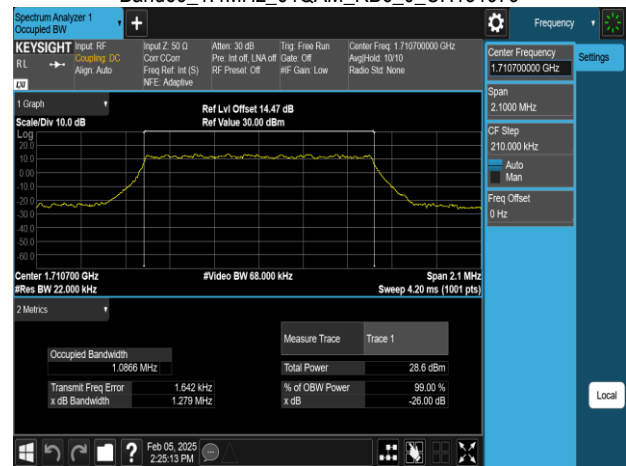 Spectrum Analyzer 1
Occupied BW
Frequency
KEYSIGHT
RL
LXI
Input: RF
Coupling: DC
Align: Auto
Input Z: 50 Ω
Corr CCorr
Freq Ref: Int (S)
NFE: Adaptive
Atten: 30 dB
Pre: Int off, LNA off
RF Preset: Off
Trig: Free Run
Gate: Off
#IF Gain: Low
Center Freq: 1.710700000 GHz
Avg|Hold: 10/10
Radio Std: None
Center Frequency
1.710700000 GHz
Settings
Span
2.1000 MHz
CF Step
210.000 kHz
Auto
Man
Freq Offset
0 Hz
1 Graph
Scale/Div 10.0 dB
Ref Lvl Offset 14.47 dB
Ref Value 30.00 dBm
Log
20.0
10.0
0.00
-10.0
-20.0
-30.0
-40.0
-50.0
-60.0
Center 1.710700 GHz
#Video BW 68.000 kHz
Span 2.1 MHz
#Res BW 22.000 kHz
Sweep 4.20 ms (1001 pts)
2 Metrics
Measure Trace
Trace 1
Occupied Bandwidth
1.0866 MHz
Total Power
28.6 dBm
Transmit Freq Error
1.642 kHz
% of OBW Power
99.00 %
x dB Bandwidth
1.279 MHz
x dB
-26.00 dB
Local
Feb 05, 2025
2:25:13 PM